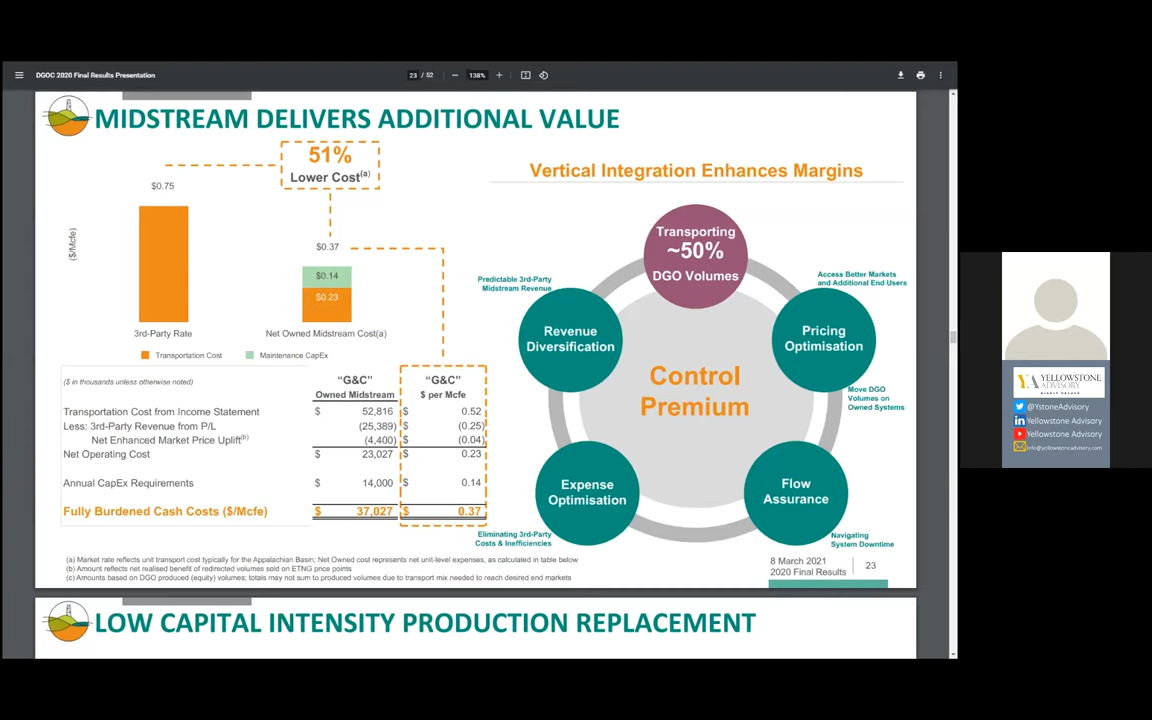 DGOC 2020 Final Results Presentation
23 / 52
138%
MIDSTREAM DELIVERS ADDITIONAL VALUE
51%
Lower Cost(a)
$0.75
($/Mcfe)
$0.37
$0.14
$0.23
3rd-Party Rate
Net Owned Midstream Cost(a)
Transportation Cost
Maintenance CapEx
($ in thousands unless otherwise noted)
"G&C"
Owned Midstream
"G&C"
$ per Mcfe
Transportation Cost from Income Statement $ 52,816 $ 0.52
Less: 3rd-Party Revenue from P/L (25,389) $ (0.25)
Net Enhanced Market Price Uplift(b) (4,400) $ (0.04)
Net Operating Cost $ 23,027 $ 0.23
Annual CapEx Requirements 14,000 $ 0.14
Fully Burdened Cash Costs ($/Mcfe) $ 37,027 $ 0.37
(a) Market rate reflects unit transport cost typically for the Appalachian Basin; Net Owned cost represents net unit-level expenses, as calculated in table below
(b) Amount reflects net realised benefit of redirected volumes sold on ETNG price points
(c) Amounts based on DGO produced (equity) volumes; totals may not sum to produced volumes due to transport mix needed to reach desired end markets
Vertical Integration Enhances Margins
Transporting
~50%
DGO Volumes
Predictable 3rd-Party
Midstream Revenue
Access Better Markets
and Additional End Users
Revenue
Diversification
Pricing
Optimisation
Control
Premium
Move DGO
Volumes on
Owned Systems
Expense
Optimisation
Flow
Assurance
Eliminating 3rd-Party
Costs & Inefficiencies
Navigating
System Downtime
8 March 2021
2020 Final Results
23
LOW CAPITAL INTENSITY PRODUCTION REPLACEMENT
YA YELLOWSTONE
ADVISORY
@YstoneAdvisory
Yellowstone Advisory
Yellowstone Advisory
info@yellowstoneadvisory.com